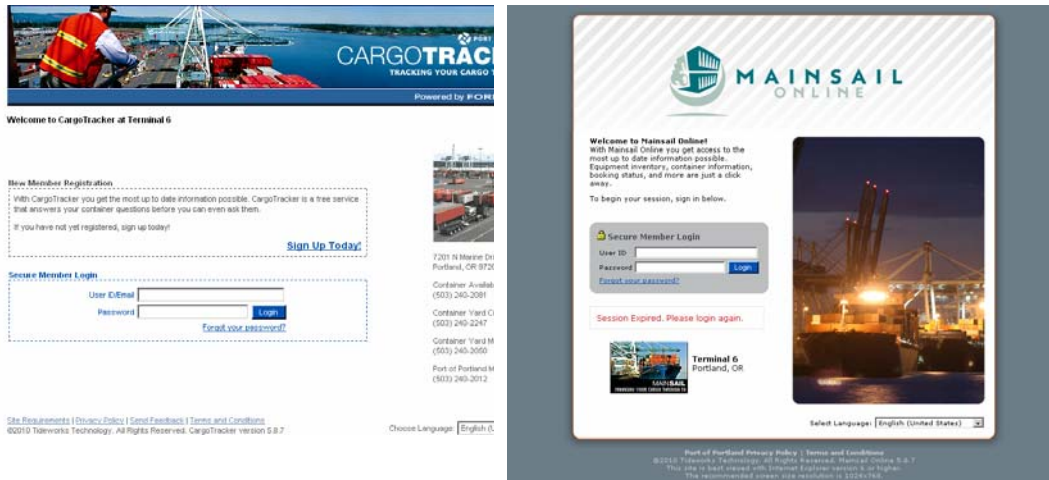 CARGOTRAC
TRACKING YOUR CARGO T
Powered by FOR
Welcome to CargoTracker at Terminal 6
New Member Registration
With CargoTracker you get the most up to date information possible. CargoTracker is a free service
that answers your container questions before you can even ask them.
If you have not yet registered, sign up today!
Sign Up Today!
Secure Member Login
User ID/Email
Password
Login
Forgot your password?
7201 N Marine Dri
Portland, OR 9720
Container Availab
(503) 240-2081
Container Yard C
(503) 240-2247
Container Yard M
(503) 240-2050
Port of Portland M
(503) 240-2012
Site Requirements | Privacy Policy | Send Feedback | Terms and Conditions
©2010 Tideworks Technology. All Rights Reserved. CargoTracker version 5.8.7
Choose Language: English (U
MAINSAIL
ONLINE
Welcome to Mainsail Online!
With Mainsail Online you get access to the
most up to date information possible.
Equipment inventory, container information,
booking status, and more are just a click
away.
To begin your session, sign in below.
Secure Member Login
User ID
Password
Login
Forgot your password?
Session Expired. Please login again.
MAINSAIL
Terminal 6
Portland, OR
Select Language: English (United States)
Port of Portland Privacy Policy | Terms and Conditions
©2010 Tideworks Technology. All Rights Reserved. Mainsail Online 5.8.7
This site is best viewed with Internet Explorer version 6 or higher.
The recommended screen size resolution is 1024x768.